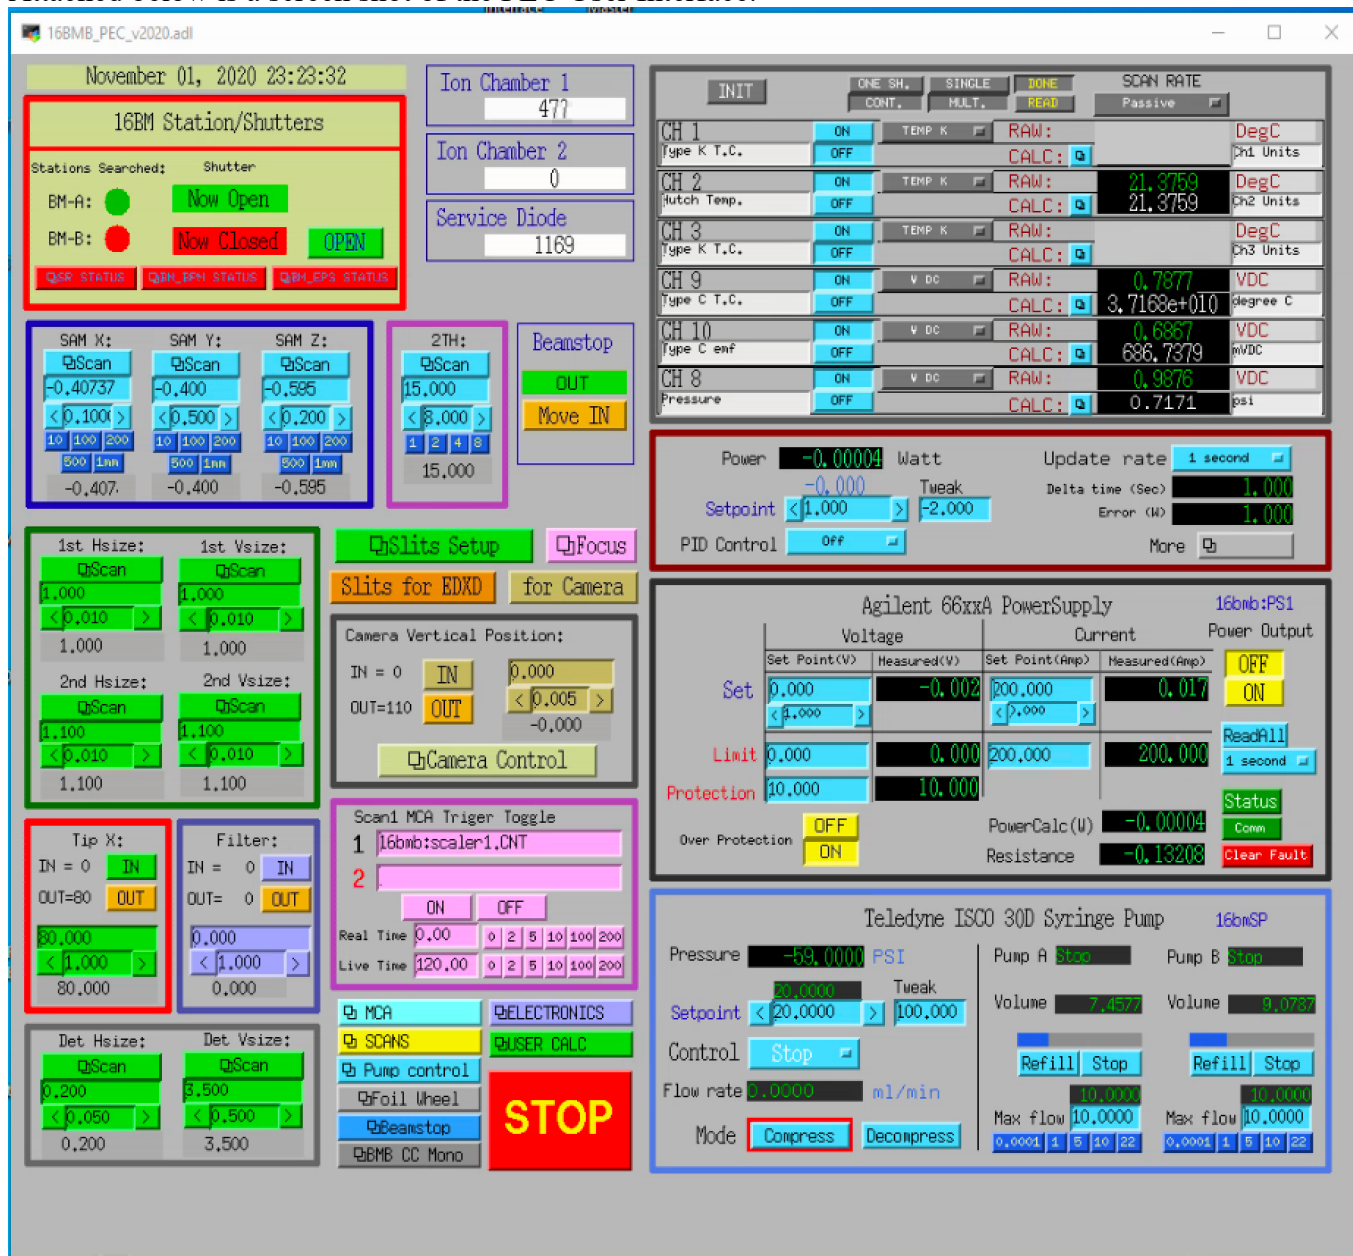 16BMB_PEC_v2020.adl
November 01, 2020 23:23:32
16BM Station/Shutters
Stations Searched: Shutter
BM-A: Now Open
BM-B: Now Closed OPEN
SR STATUS BM_BPM STATUS BM_EPS STATUS
Ion Chamber 1
477
Ion Chamber 2
0
Service Diode
1169
SAM X: SAM Y: SAM Z:
Scan Scan Scan
-0.40737 -0.400 -0.595
< 0.100 > < 0.500 > < 0.200 >
10 100 200 10 100 200 10 100 200
500 1mm 500 1mm 500 1mm
-0.407 -0.400 -0.595
2TH:
Scan
15.000
< 8.000 >
1 2 4 8
15.000
Beamstop
OUT
Move IN
1st Hsize: 1st Vsize:
Scan Scan
1.000 1.000
< 0.010 > < 0.010 >
1.000 1.000
2nd Hsize: 2nd Vsize:
Scan Scan
1.100 1.100
< 0.010 > < 0.010 >
1.100 1.100
Slits Setup Focus
Slits for EDXD for Camera
Camera Vertical Position:
IN = 0 IN 0.000
OUT=110 OUT < 0.005 >
-0.000
Camera Control
Tip X:
IN = 0 IN
OUT=80 OUT
80.000
< 1.000 >
80.000
Filter:
IN = 0 IN
OUT= 0 OUT
0.000
< 1.000 >
0.000
Scan1 MCA Triger Toggle
1 16bmb:scaler1.CNT
2
ON OFF
Real Time 0.00 0 2 5 10 100 200
Live Time 120.00 0 2 5 10 100 200
Det Hsize: Det Vsize:
Scan Scan
0.200 3.500
< 0.050 > < 0.500 >
0.200 3.500
MCA ELECTRONICS
SCANS USER CALC
Pump control
Foil Wheel
Beamstop
BMB CC Mono
STOP
INIT ONE SH. SINGLE DONE SCAN RATE
CONT. MULT. READ Passive
CH 1 ON TEMP K RAW: DegC
Type K T.C. OFF CALC: Ch1 Units
CH 2 ON TEMP K RAW: 21.3759 DegC
Hutch Temp. OFF CALC: 21.3759 Ch2 Units
CH 3 ON TEMP K RAW: DegC
Type K T.C. OFF CALC: Ch3 Units
CH 9 ON V DC RAW: 0.7877 VDC
Type C T.C. OFF CALC: 3.7168e+010 degree C
CH 10 ON V DC RAW: 0.6867 VDC
Type C emf OFF CALC: 686.7379 mVDC
CH 8 ON V DC RAW: 0.9876 VDC
Pressure OFF CALC: 0.7171 psi
Power -0.00004 Watt Update rate 1 second
-0.000 Tweak Delta time (Sec) 1.000
Setpoint < 1.000 > -2.000 Error (W) 1.000
PID Control Off More
Agilent 66xxA PowerSupply 16bmb:PS1
Voltage Current Power Output
Set Point(V) Measured(V) Set Point(Amp) Measured(Amp) OFF
Set 0.000 -0.002 200.000 0.017 ON
< 1.000 > < >
ReadAll
Limit 0.000 0.000 200.000 200.000 1 second
Protection 10.000 10.000
Status
Over Protection OFF PowerCalc(W) -0.00004 Comm
ON Resistance -0.13208 Clear Fault
Teledyne ISCO 30D Syringe Pump 16bmSP
Pressure -59.0000 PSI Pump A Stop Pump B Stop
20.0000 Tweak
Setpoint < 20.0000 > 100.000 Volume 7.4577 Volume 9.0787
Control Stop Refill Stop Refill Stop
Flow rate 0.0000 ml/min 10.0000 10.0000
Max flow 10.0000 Max flow 10.0000
Mode Compress Decompress 0.0001 1 5 10 22 0.0001 1 5 10 22